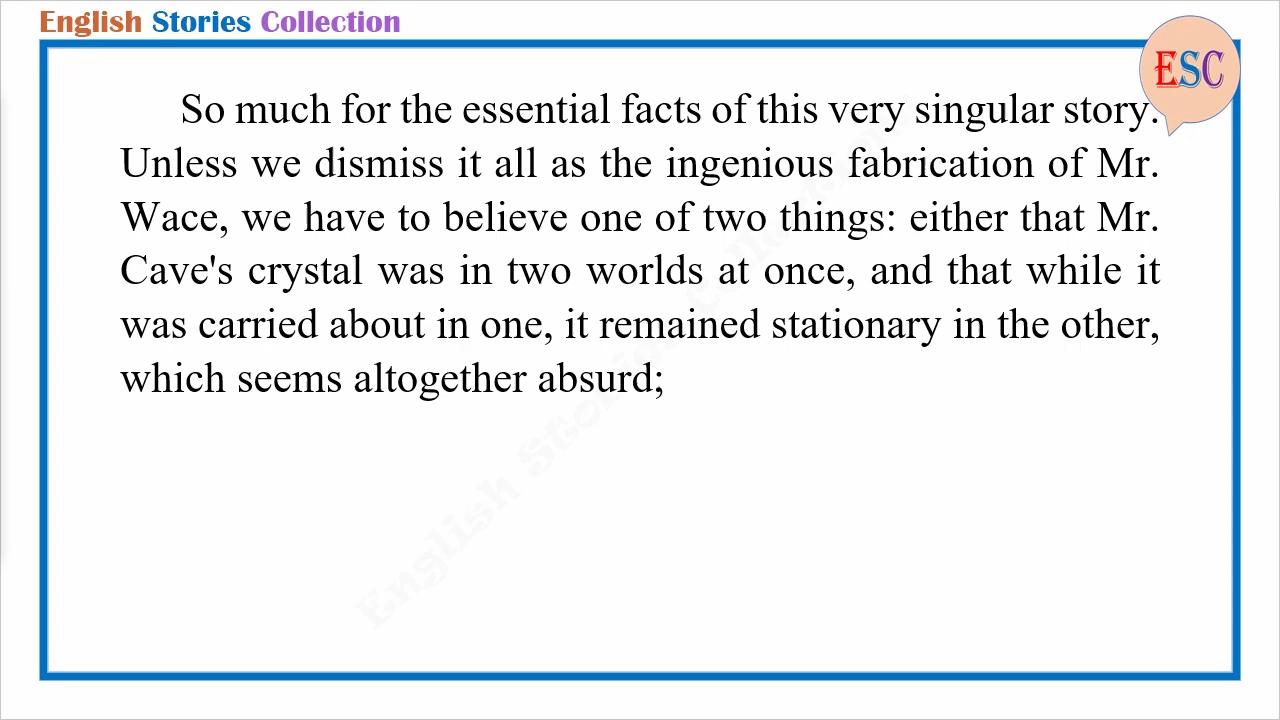 English Stories Collection
ESC
So much for the essential facts of this very singular story.
Unless we dismiss it all as the ingenious fabrication of Mr.
Wace, we have to believe one of two things: either that Mr.
Cave's crystal was in two worlds at once, and that while it
was carried about in one, it remained stationary in the other,
which seems altogether absurd;
English Stories Collection